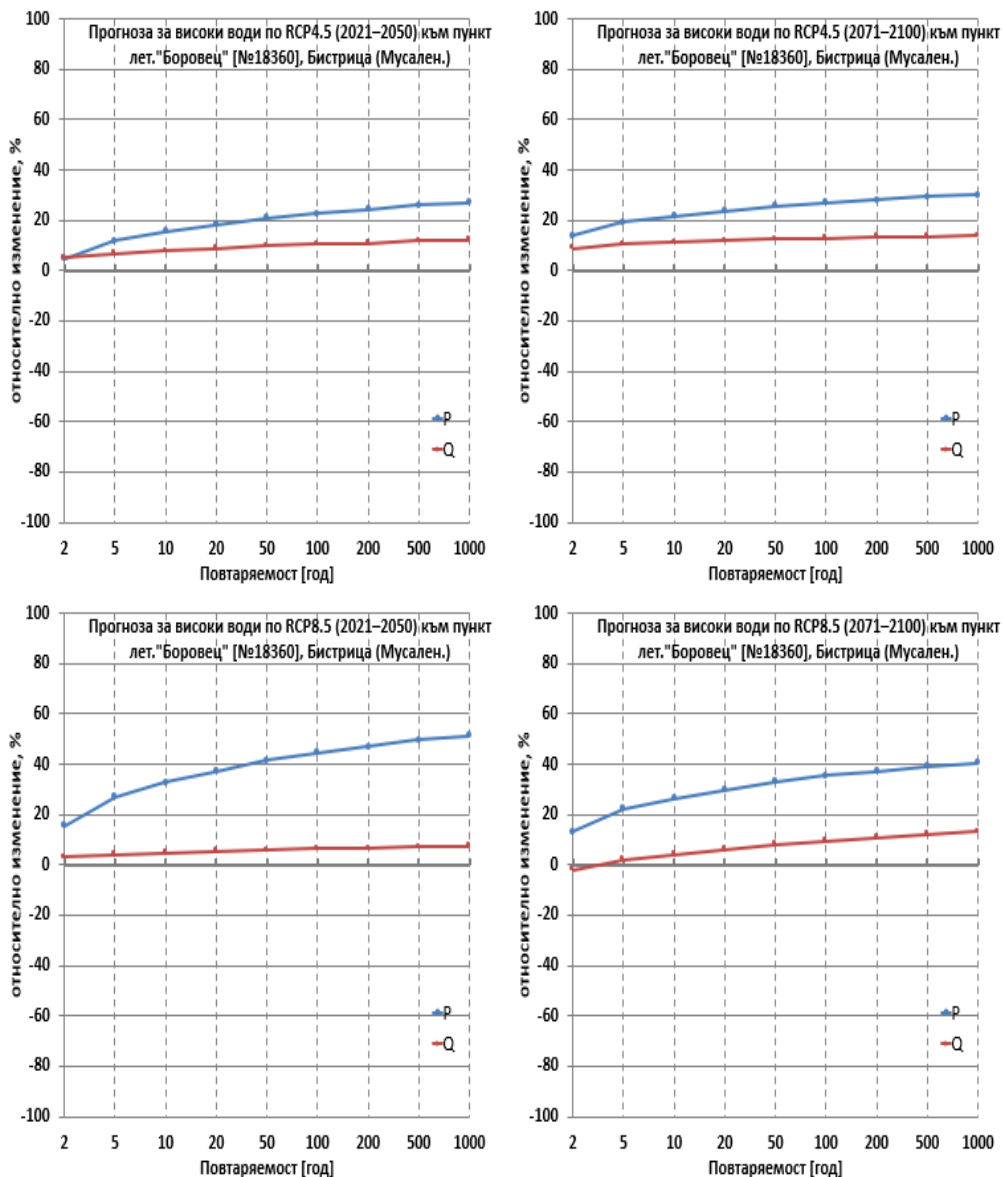 Прогноза за високи води по RCP4.5 (2021–2050) към пункт
лет."Боровец" [№18360], Бистрица (Мусален.)
относително изменение, %
100
80
60
40
20
0
-20
-40
-60
-80
-100
P
Q
2 5 10 20 50 100 200 500 1000
Повтаряемост [год]
Прогноза за високи води по RCP4.5 (2071–2100) към пункт
лет."Боровец" [№18360], Бистрица (Мусален.)
относително изменение, %
100
80
60
40
20
0
-20
-40
-60
-80
-100
P
Q
2 5 10 20 50 100 200 500 1000
Повтаряемост [год]
Прогноза за високи води по RCP8.5 (2021–2050) към пункт
лет."Боровец" [№18360], Бистрица (Мусален.)
относително изменение, %
100
80
60
40
20
0
-20
-40
-60
-80
-100
P
Q
2 5 10 20 50 100 200 500 1000
Повтаряемост [год]
Прогноза за високи води по RCP8.5 (2071–2100) към пункт
лет."Боровец" [№18360], Бистрица (Мусален.)
относително изменение, %
100
80
60
40
20
0
-20
-40
-60
-80
-100
P
Q
2 5 10 20 50 100 200 500 1000
Повтаряемост [год]